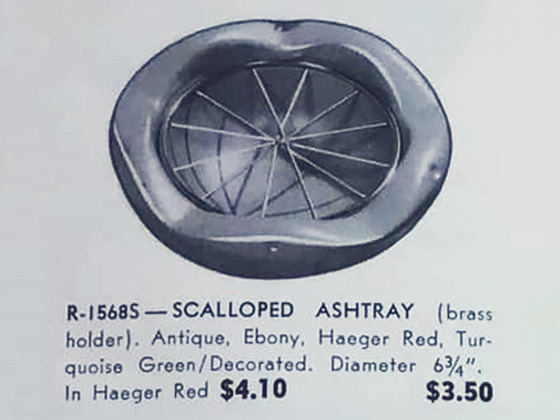 R-1568S — SCALLOPED ASHTRAY (brass
holder). Antique, Ebony, Haeger Red, Tur-
quoise Green/Decorated. Diameter 6¾".
In Haeger Red $4.10 $3.50